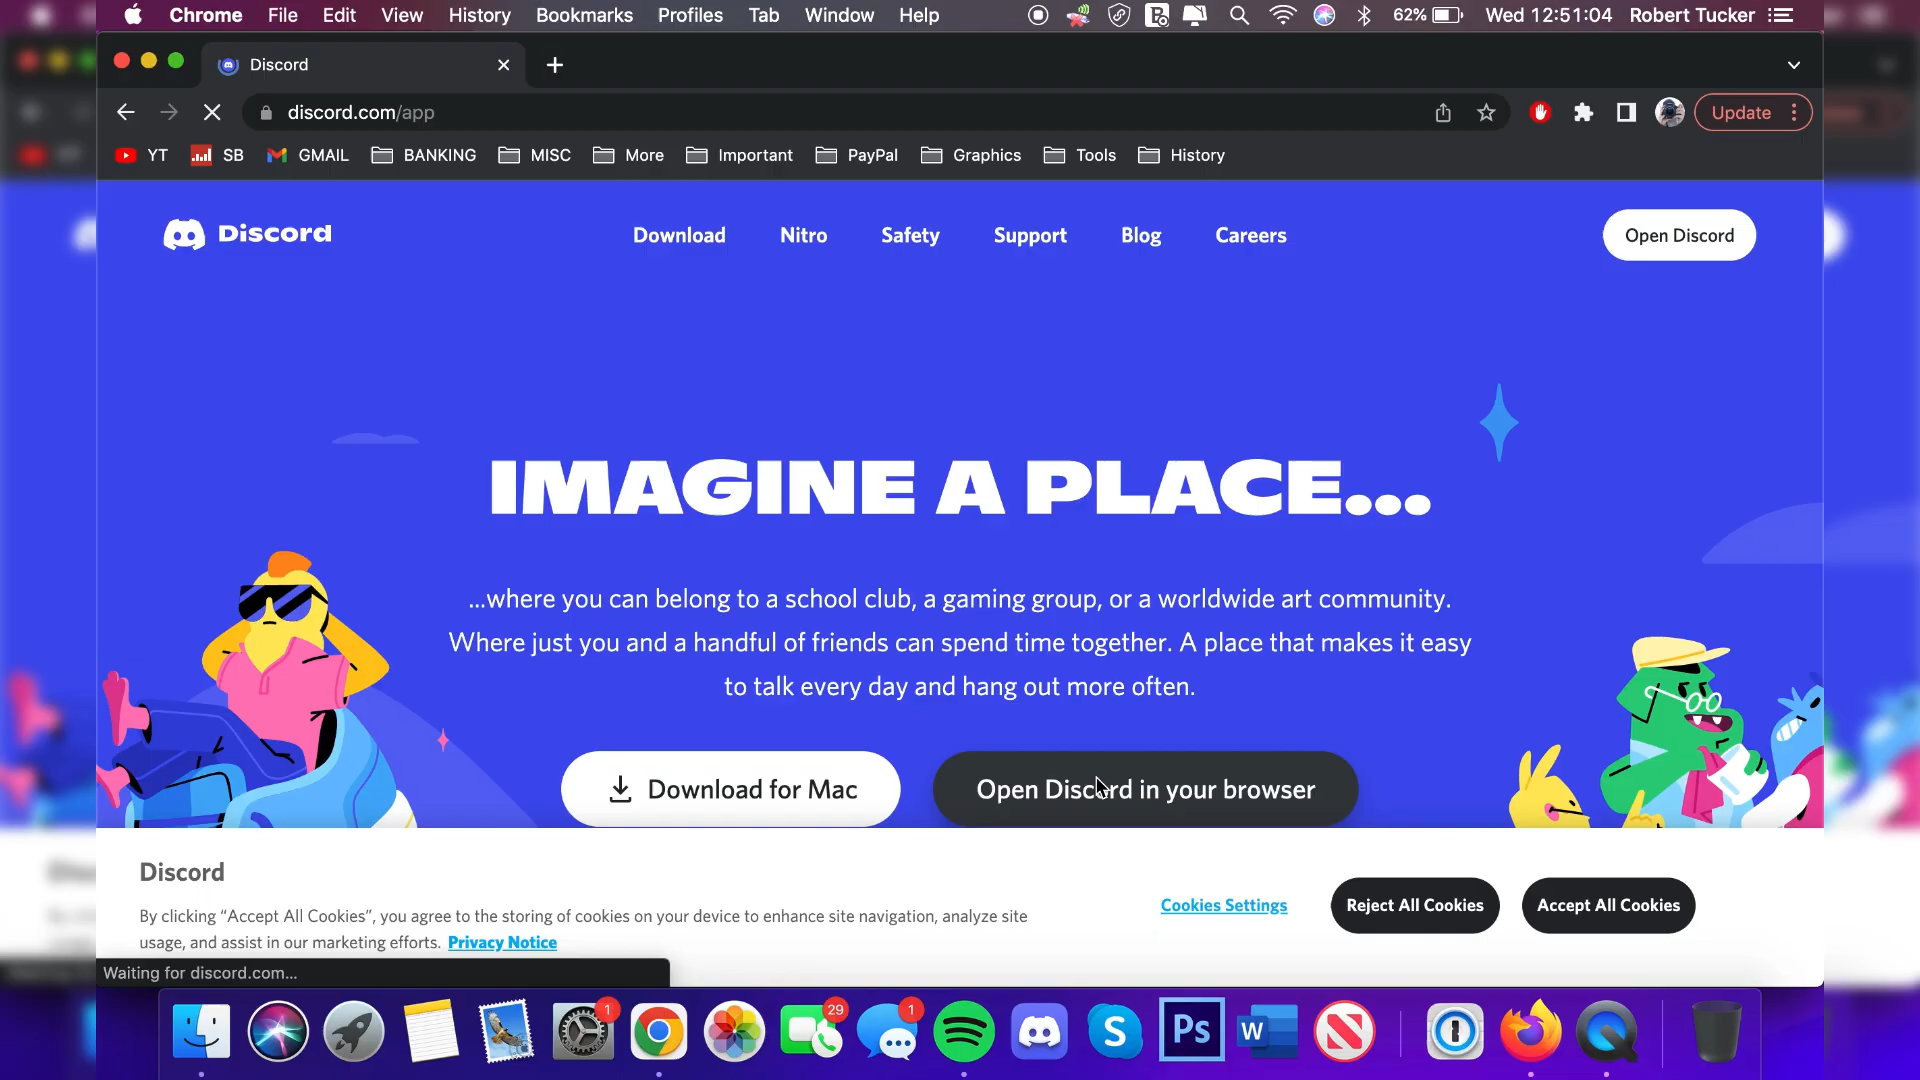 Chrome File Edit View History Bookmarks Profiles Tab Window Help 62% Wed 12:51:04 Robert Tucker
Discord
discord.com/app Update
YT SB GMAIL BANKING MISC More Important PayPal Graphics Tools History
Discord Download Nitro Safety Support Blog Careers Open Discord
IMAGINE A PLACE...
...where you can belong to a school club, a gaming group, or a worldwide art community.
Where just you and a handful of friends can spend time together. A place that makes it easy
to talk every day and hang out more often.
Download for Mac Open Discord in your browser
Discord
By clicking “Accept All Cookies”, you agree to the storing of cookies on your device to enhance site navigation, analyze site
usage, and assist in our marketing efforts. Privacy Notice
Cookies Settings Reject All Cookies Accept All Cookies
Waiting for discord.com...
1 29 1
S Ps W N